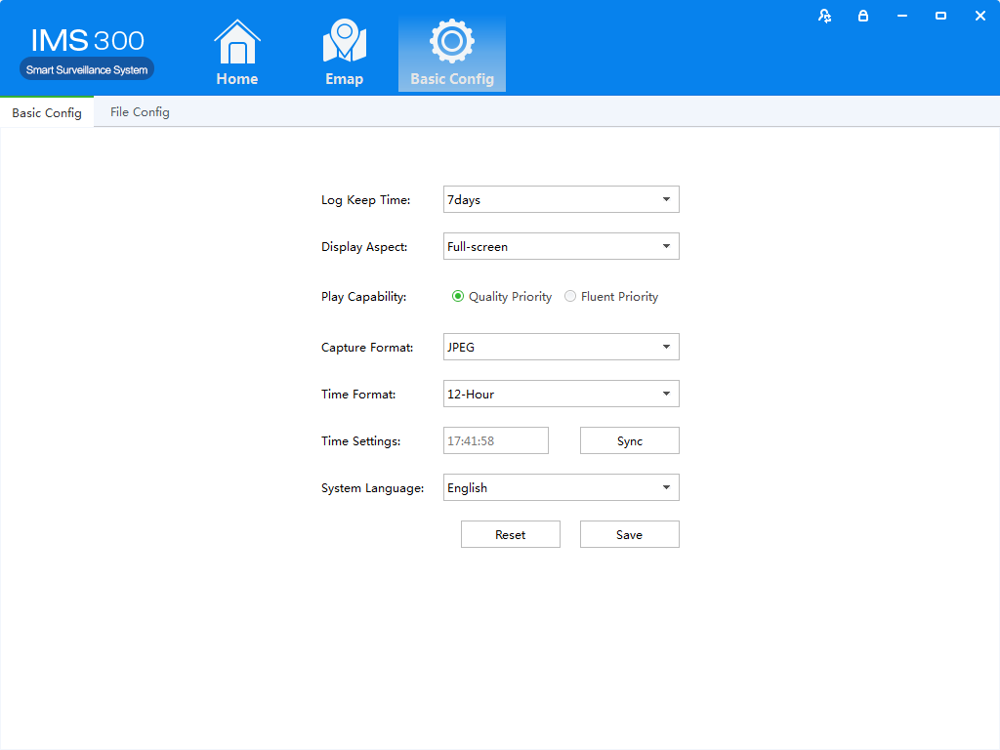 IMS 300
Smart Surveillance System
Home
Emap
Basic Config
Basic Config
File Config
Log Keep Time:
7days
Display Aspect:
Full-screen
Play Capability:
Quality Priority
Fluent Priority
Capture Format:
JPEG
Time Format:
12-Hour
Time Settings:
17:41:58
Sync
System Language:
English
Reset
Save